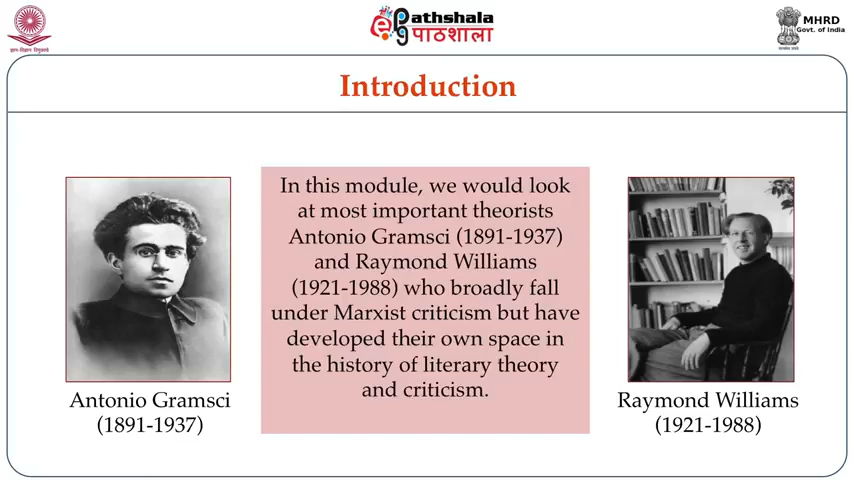 ज्ञान-विज्ञान विमुक्तये
ePathshala
पाठशाला
MHRD
Govt. of India
Introduction
In this module, we would look
at most important theorists
Antonio Gramsci (1891-1937)
and Raymond Williams
(1921-1988) who broadly fall
under Marxist criticism but have
developed their own space in
the history of literary theory
and criticism.
Antonio Gramsci
(1891-1937)
Raymond Williams
(1921-1988)